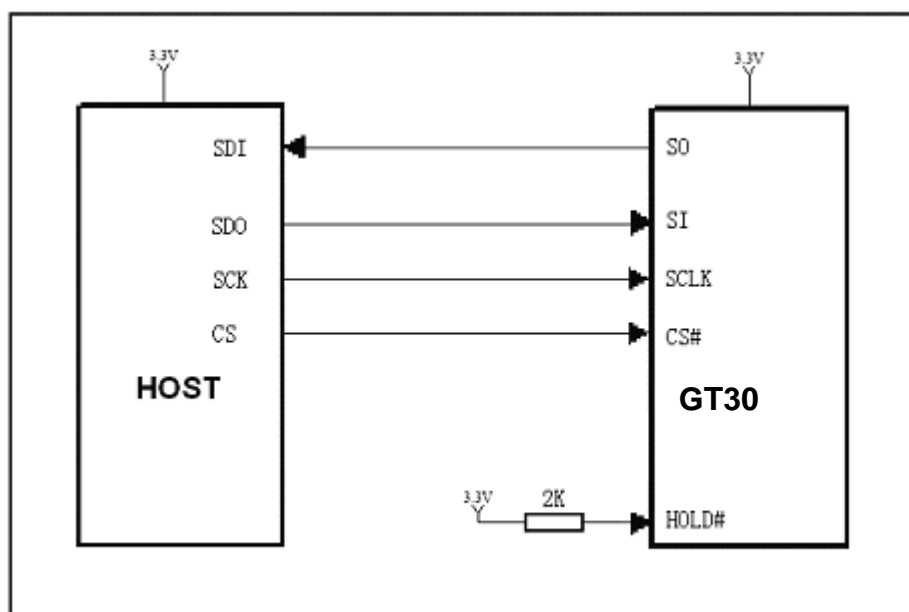 3.3V
3.3V
SDI
SO
SDO
SI
SCK
SCLK
CS
CS#
HOST
GT30
3.3V
2K
HOLD#